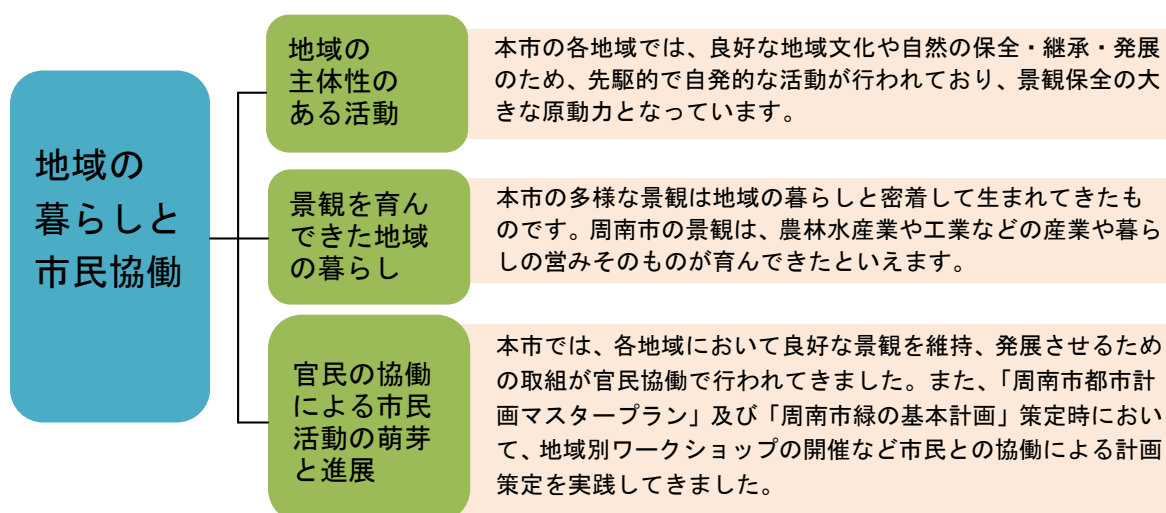 地域の
暮らしと
市民協働
地域の
主体性の
ある活動
本市の各地域では、良好な地域文化や自然の保全・継承・発展
のため、先駆的で自発的な活動が行われており、景観保全の大
きな原動力となっています。
景観を育ん
できた地域
の暮らし
本市の多様な景観は地域の暮らしと密着して生まれてきたも
のです。周南市の景観は、農林水産業や工業などの産業や暮ら
しの営みそのものが育んできたといえます。
官民の協働
による市民
活動の萌芽
と進展
本市では、各地域において良好な景観を維持、発展させるため
の取組が官民協働で行われてきました。また、「周南市都市計
画マスタープラン」及び「周南市緑の基本計画」策定時におい
て、地域別ワークショップの開催など市民との協働による計画
策定を実践してきました。